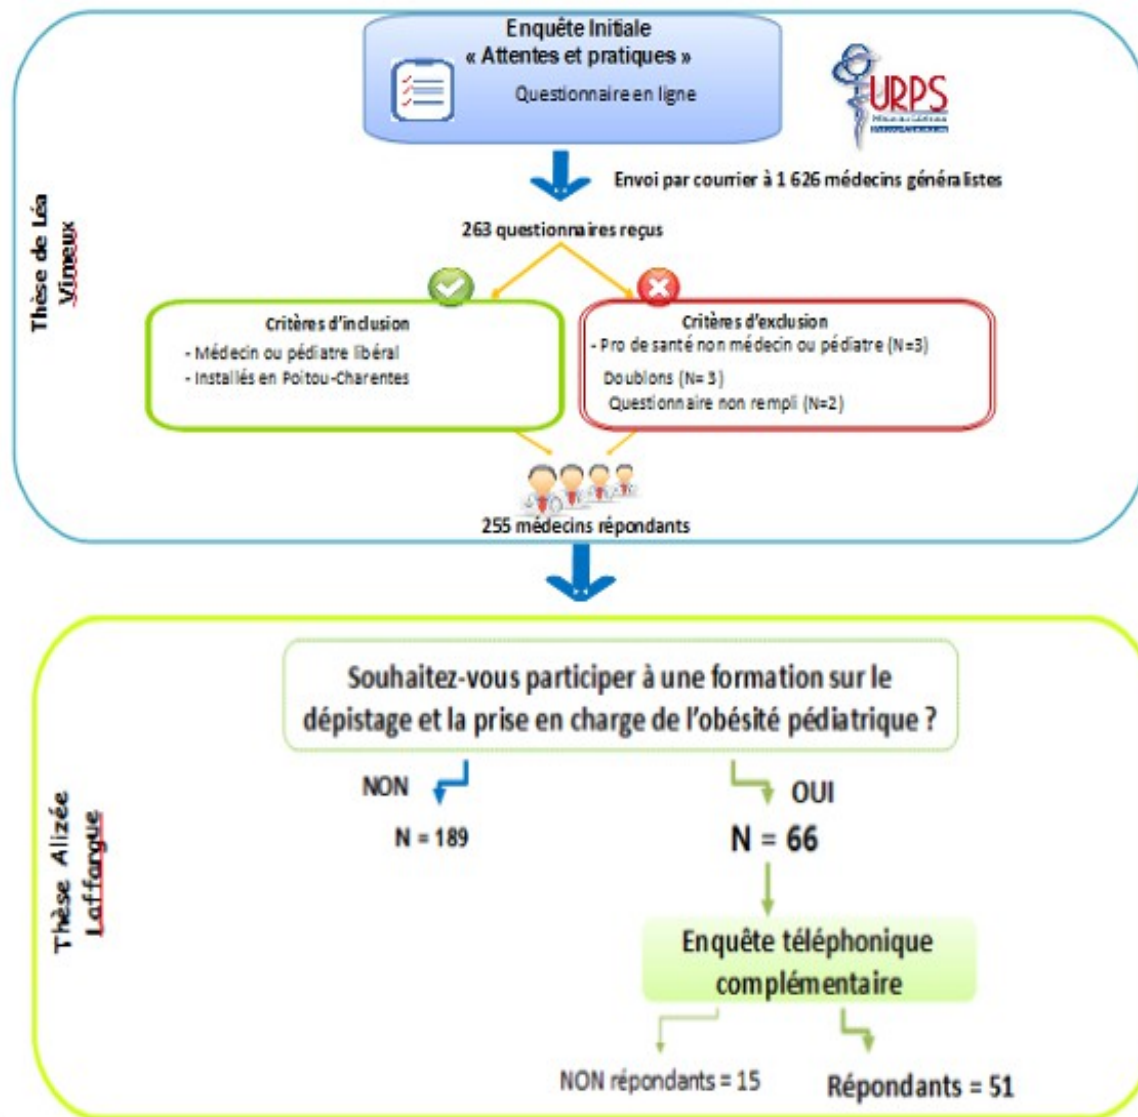 Enquête Initiale
« Attentes et pratiques »
Questionnaire en ligne
URPS
Envoi par courrier à 1 626 médecins généralistes
Thèse de Léa
Vimeux
263 questionnaires reçus
Critères d'inclusion
- Médecin ou pédiatre libéral
- Installés en Poitou-Charentes
Critères d'exclusion
- Pro de santé non médecin ou pédiatre (N=3)
Doublons (N= 3)
Questionnaire non rempli (N=2)
255 médecins répondants
Thèse Alizée
Laffargue
Souhaitez-vous participer à une formation sur le
dépistage et la prise en charge de l'obésité pédiatrique ?
NON
OUI
N = 189
N = 66
Enquête téléphonique
complémentaire
NON répondants = 15
Répondants = 51